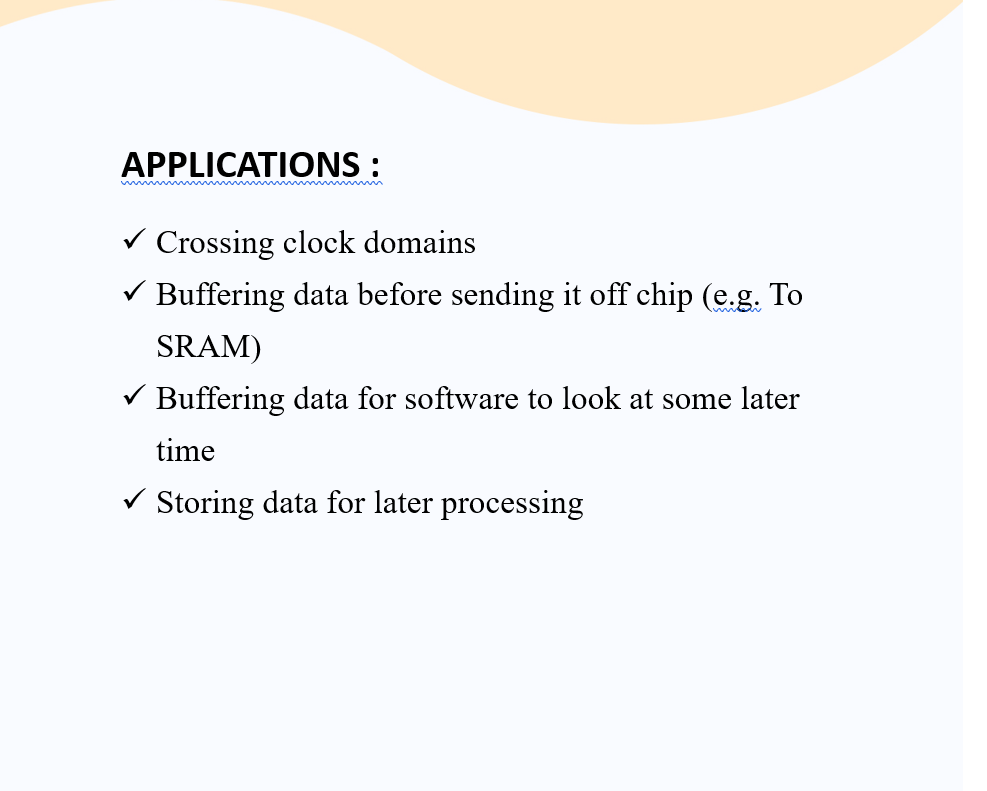 APPLICATIONS :
✓ Crossing clock domains
✓ Buffering data before sending it off chip (e.g. To
SRAM)
✓ Buffering data for software to look at some later
time
✓ Storing data for later processing